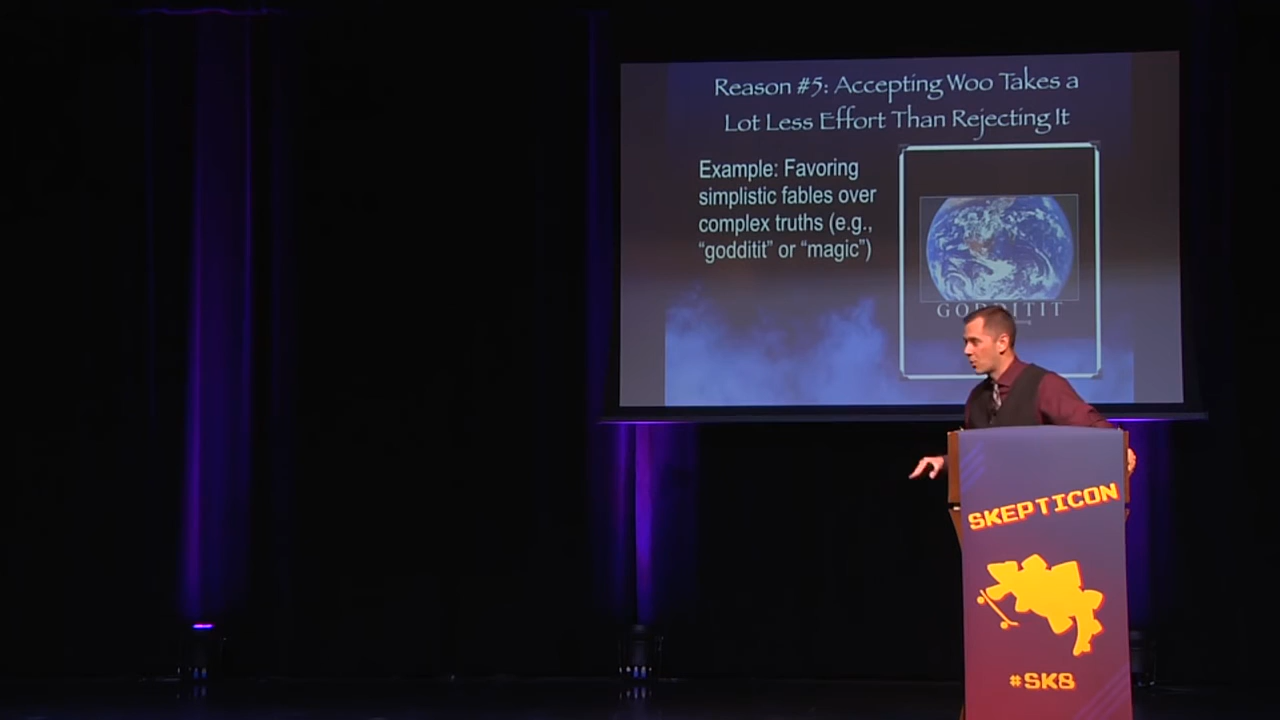 Reason #5: Accepting Woo Takes a
Lot Less Effort Than Rejecting It
Example: Favoring
simplistic fables over
complex truths (e.g.,
“godditit” or “magic”)
GODDITIT
SKEPTICON
#SK8